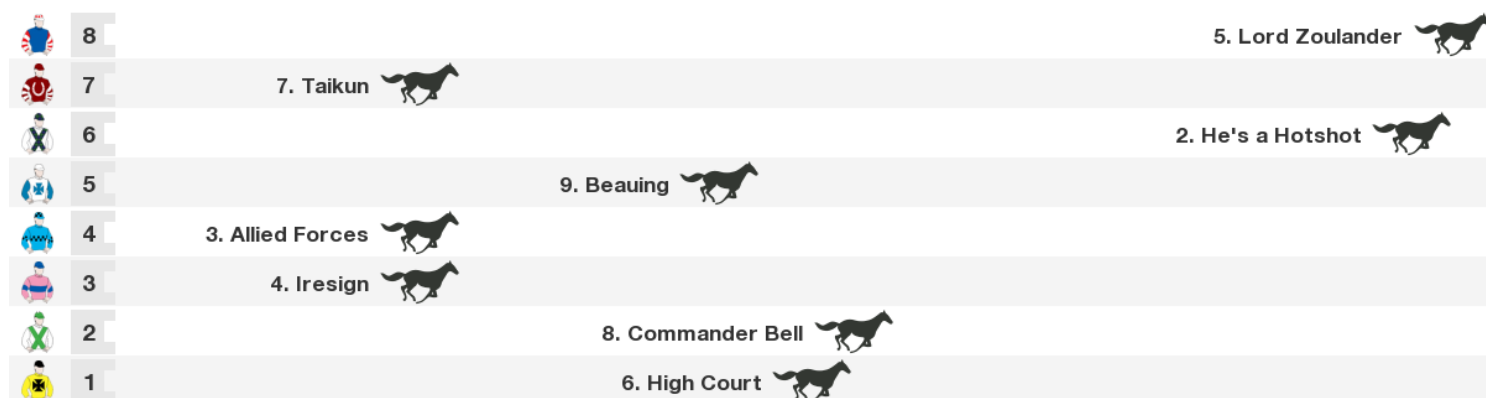 8 5. Lord Zoulander
7 7. Taikun
6 2. He's a Hotshot
5 9. Beauing
4 3. Allied Forces
3 4. Iresign
2 8. Commander Bell
1 6. High Court